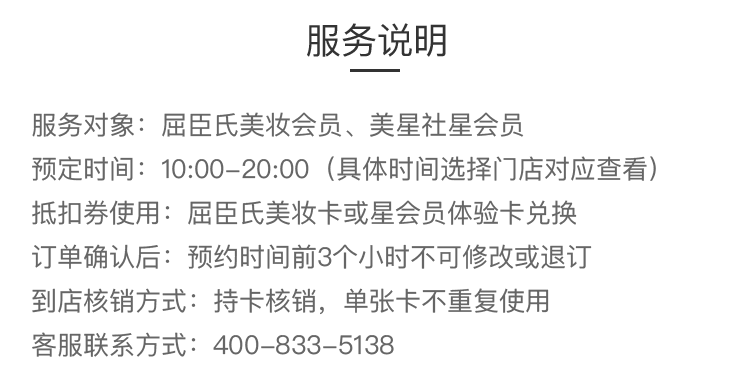 服务说明
服务对象：屈臣氏美妆会员、美星社星会员
预定时间：10:00-20:00（具体时间选择门店对应查看）
抵扣券使用：屈臣氏美妆卡或星会员体验卡兑换
订单确认后：预约时间前3个小时不可修改或退订
到店核销方式：持卡核销，单张卡不重复使用
客服联系方式：400-833-5138